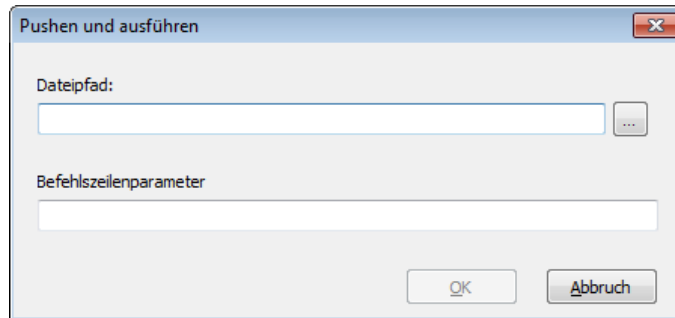 Pushen und ausführen
Dateipfad:
...
Befehlszeilenparameter
OK
Abbruch